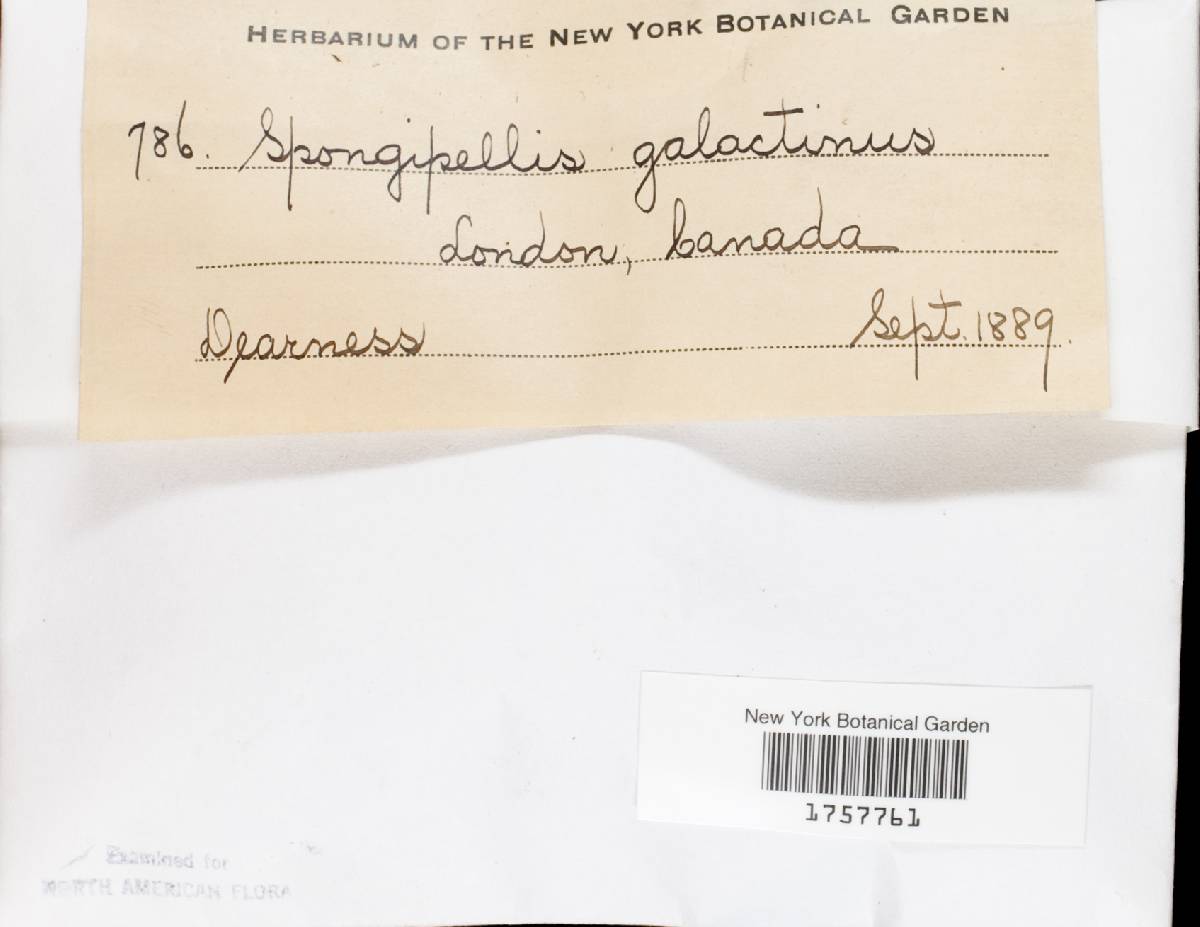 HERBARIUM OF THE NEW YORK BOTANICAL GARDEN
786. Spongipellis galactinus
London, Canada
Dearness Sept. 1889.
New York Botanical Garden
1757761
Examined for
NORTH AMERICAN FLORA